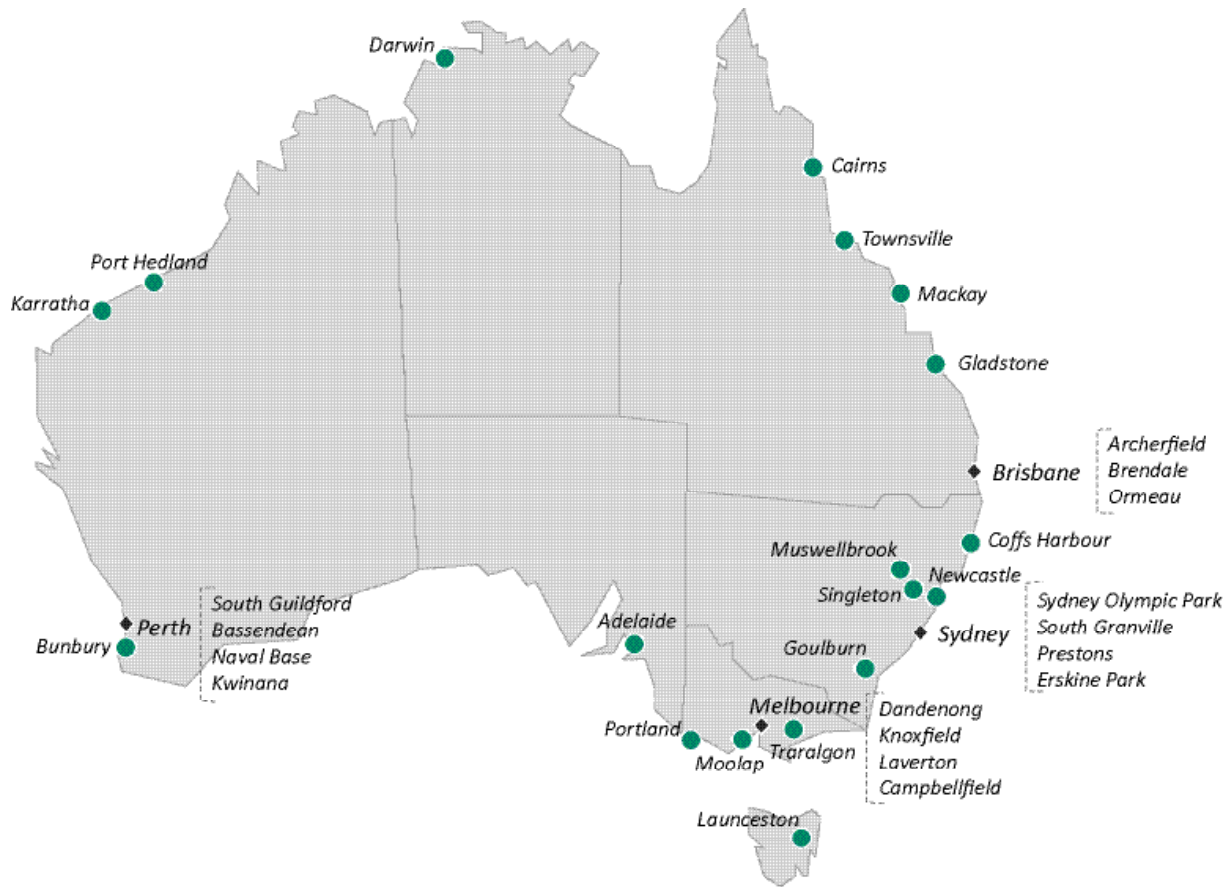 Darwin
Cairns
Townsville
Port Hedland
Karratha
Mackay
Gladstone
Brisbane
Archerfield
Brendale
Ormeau
Coffs Harbour
Muswellbrook
Newcastle
Singleton
Sydney
Sydney Olympic Park
South Granville
Prestons
Erskine Park
Perth
South Guildford
Bassendean
Naval Base
Kwinana
Bunbury
Adelaide
Goulburn
Melbourne
Dandenong
Knoxfield
Laverton
Campbellfield
Portland
Moolap
Traralgon
Launceston